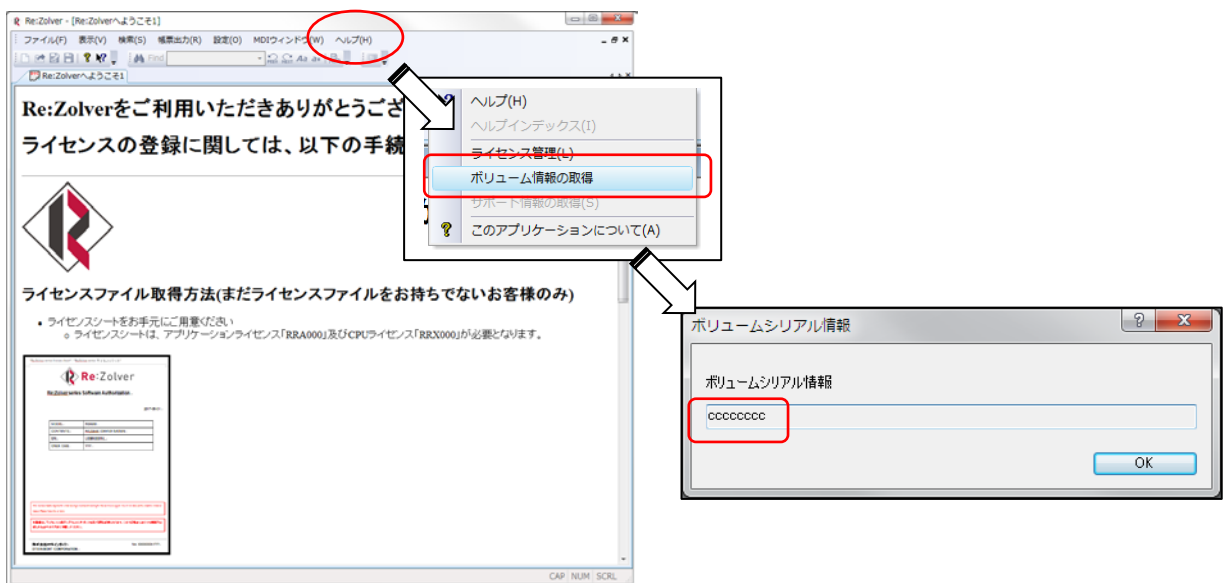 Re:Zolver - [Re:Zolverへようこそ1]
ファイル(F) 表示(V) 検索(S) 帳票出力(R) 設定(O) MDIウィンドウ(W) ヘルプ(H)
Find
Re:Zolverへようこそ1
Re:Zolverをご利用いただきありがとうござ
ライセンスの登録に関しては、以下の手続
ヘルプ(H)
ヘルプインデックス(I)
ライセンス管理(L)
ボリューム情報の取得
サポート情報の取得(S)
このアプリケーションについて(A)
ライセンスファイル取得方法(まだライセンスファイルをお持ちでないお客様のみ)
ライセンスシートをお手元にご用意ください
ライセンスシートは、アプリケーションライセンス「RRA000」及びCPUライセンス「RRX000」が必要となります。
Re:Zolver
Re:Zolver series Software Authorization
ボリュームシリアル情報
ボリュームシリアル情報
cccccccc
OK
CAP NUM SCRL